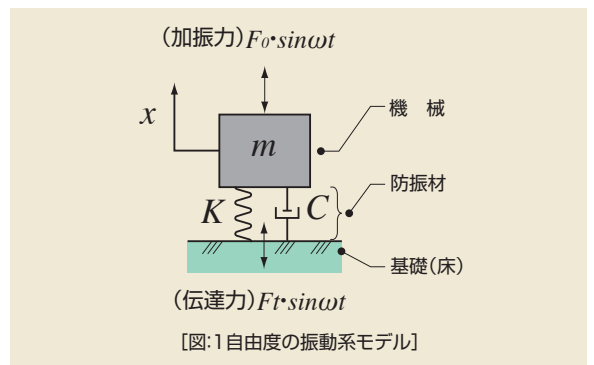 (加振力)F₀・sinωt
x
機 械
m
防振材
K
C
基礎(床)
(伝達力)Ft・sinωt
[図:1自由度の振動系モデル]